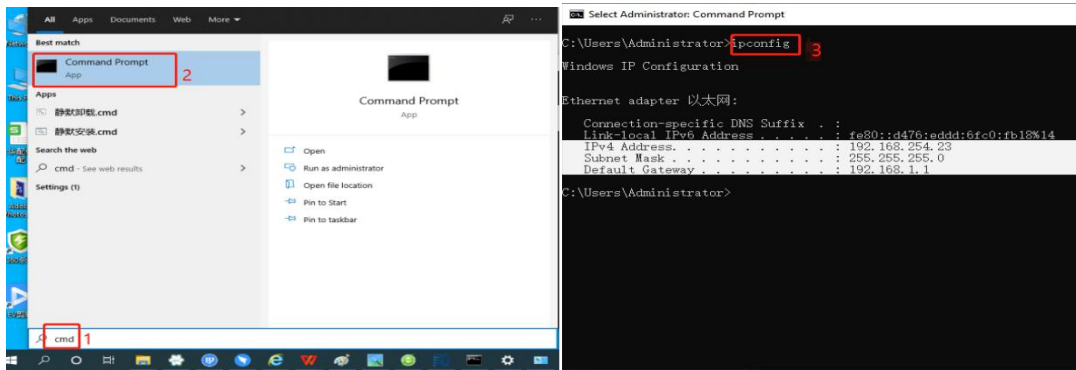 All Apps Documents Web More
Best match
Command Prompt
App
2
Apps
静默卸载.cmd
静默安装.cmd
Search the web
cmd - See web results
Settings (1)
cmd 1
Command Prompt
App
Open
Run as administrator
Open file location
Pin to Start
Pin to taskbar
Select Administrator: Command Prompt
C:\Users\Administrator>ipconfig
3
Windows IP Configuration
Ethernet adapter 以太网:
Connection-specific DNS Suffix . :
Link-local IPv6 Address . . . . . : fe80::d476:eddd:6fc0:fb18%14
IPv4 Address. . . . . . . . . . . : 192.168.254.23
Subnet Mask . . . . . . . . . . . : 255.255.255.0
Default Gateway . . . . . . . . . : 192.168.1.1
C:\Users\Administrator>